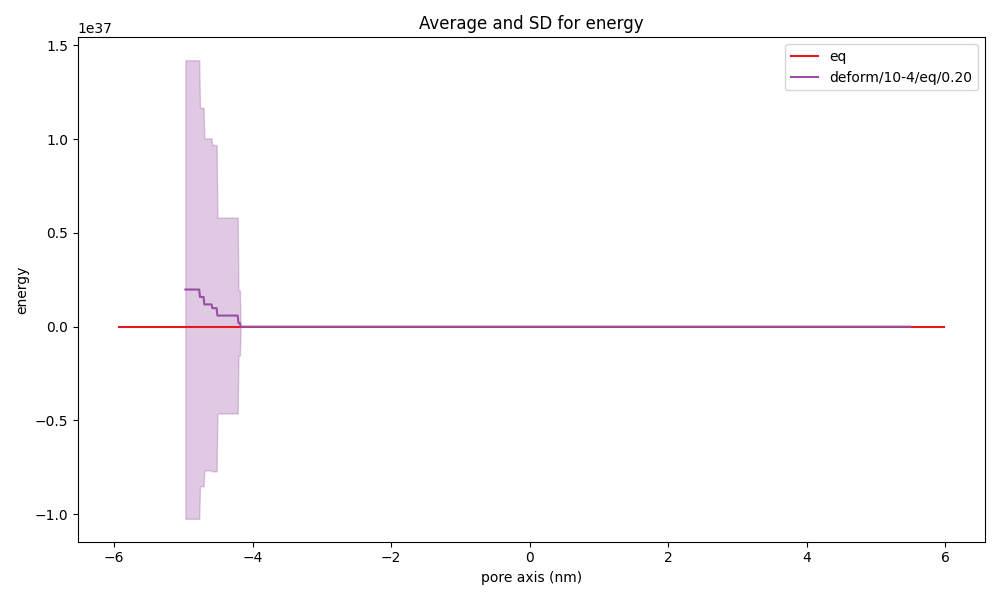 Average and SD for energy
1e37
eq
deform/10-4/eq/0.20
1.5
1.0
0.5
0.0
−0.5
−1.0
energy
−6
−4
−2
0
2
4
6
pore axis (nm)